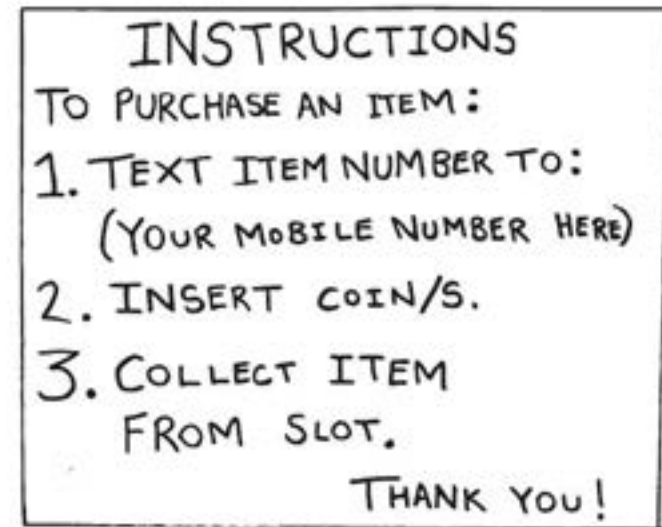 INSTRUCTIONS
TO PURCHASE AN ITEM:
1. TEXT ITEM NUMBER TO:
(YOUR MOBILE NUMBER HERE)
2. INSERT COIN/S.
3. COLLECT ITEM
FROM SLOT.
THANK YOU!